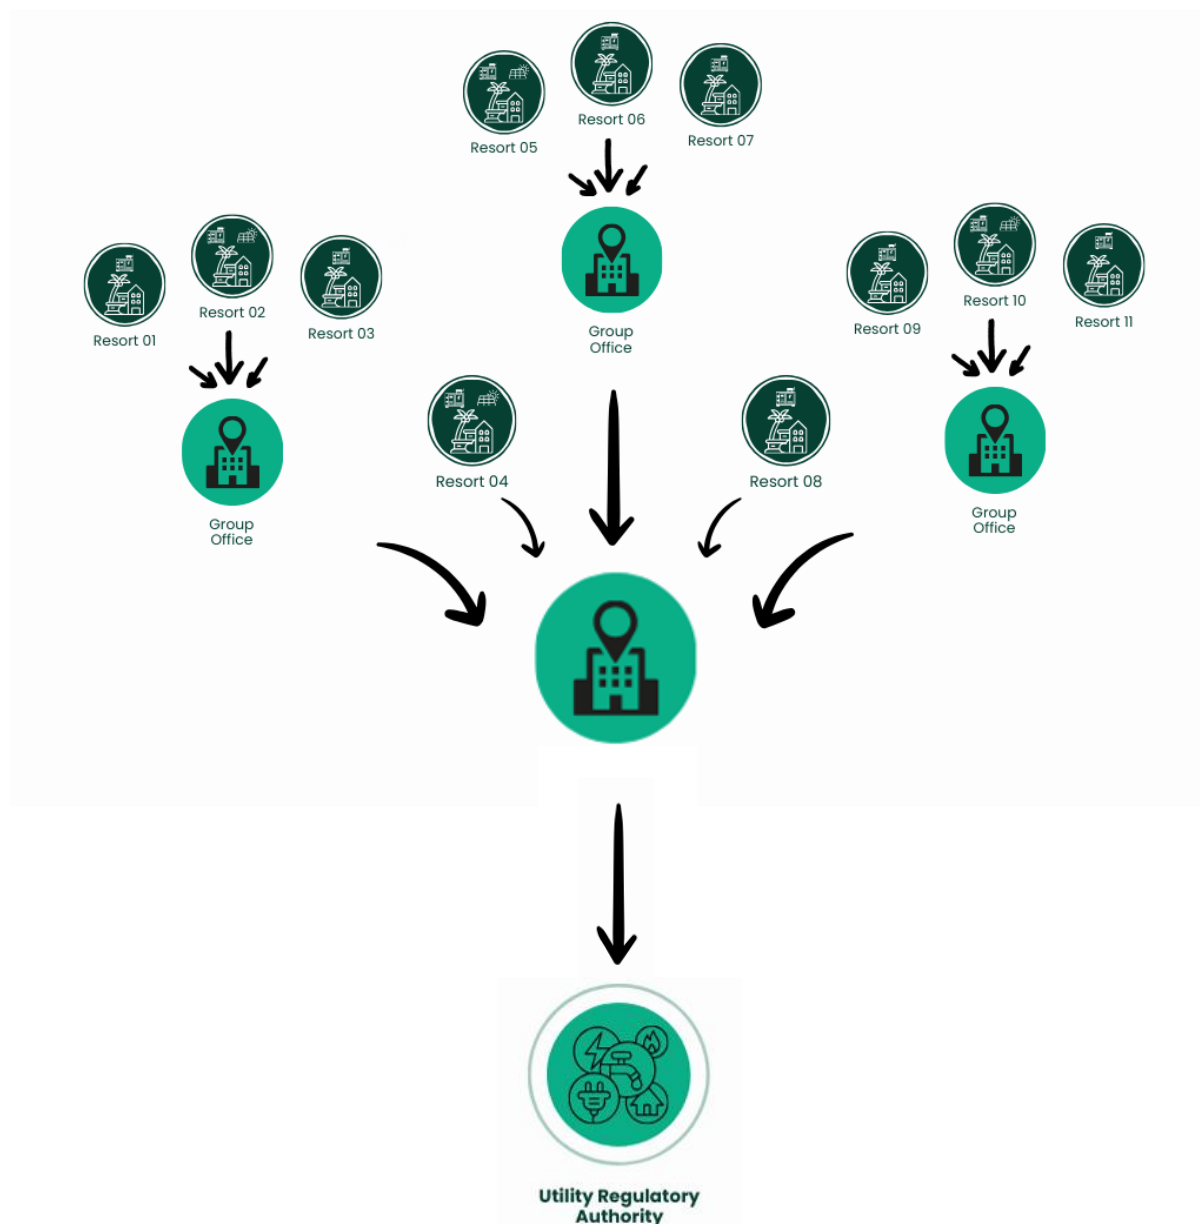 Resort 05
Resort 06
Resort 07
Group
Office
Resort 01
Resort 02
Resort 03
Group
Office
Resort 04
Resort 08
Resort 09
Resort 10
Resort 11
Group
Office
Utility Regulatory
Authority